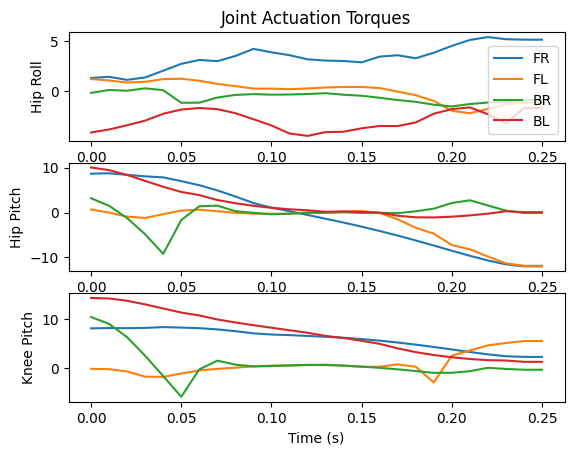 Joint Actuation Torques
Hip Roll
5
0
FR
FL
BR
BL
0.00 0.05 0.10 0.15 0.20 0.25
Hip Pitch
10
0
−10
0.00 0.05 0.10 0.15 0.20 0.25
Knee Pitch
10
0
0.00 0.05 0.10 0.15 0.20 0.25
Time (s)